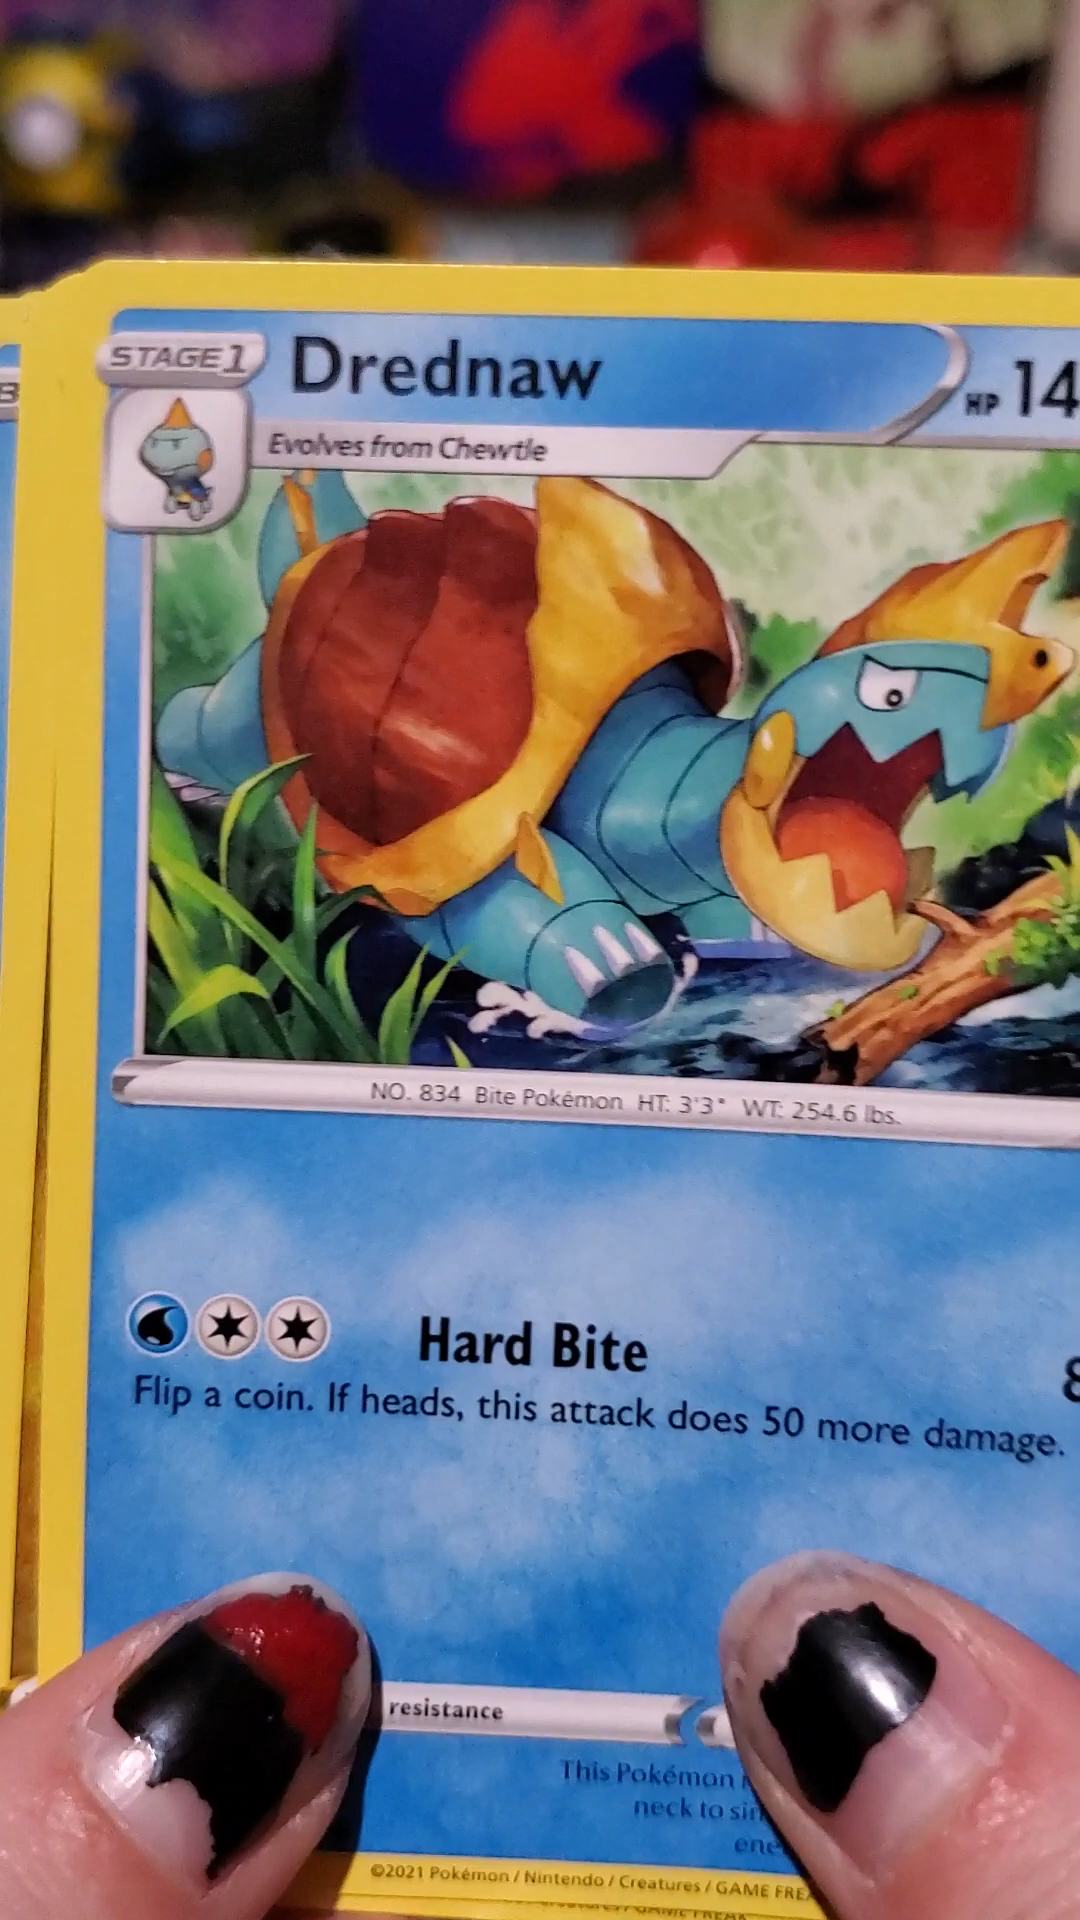 STAGE 1 Drednaw HP 14
B
Evolves from Chewtle
NO. 834 Bite Pokémon HT: 3'3" WT: 254.6 lbs.
Hard Bite 8
Flip a coin. If heads, this attack does 50 more damage.
resistance
This Pokémon
neck to
©2021 Pokémon / Nintendo / Creatures / GAME FREA